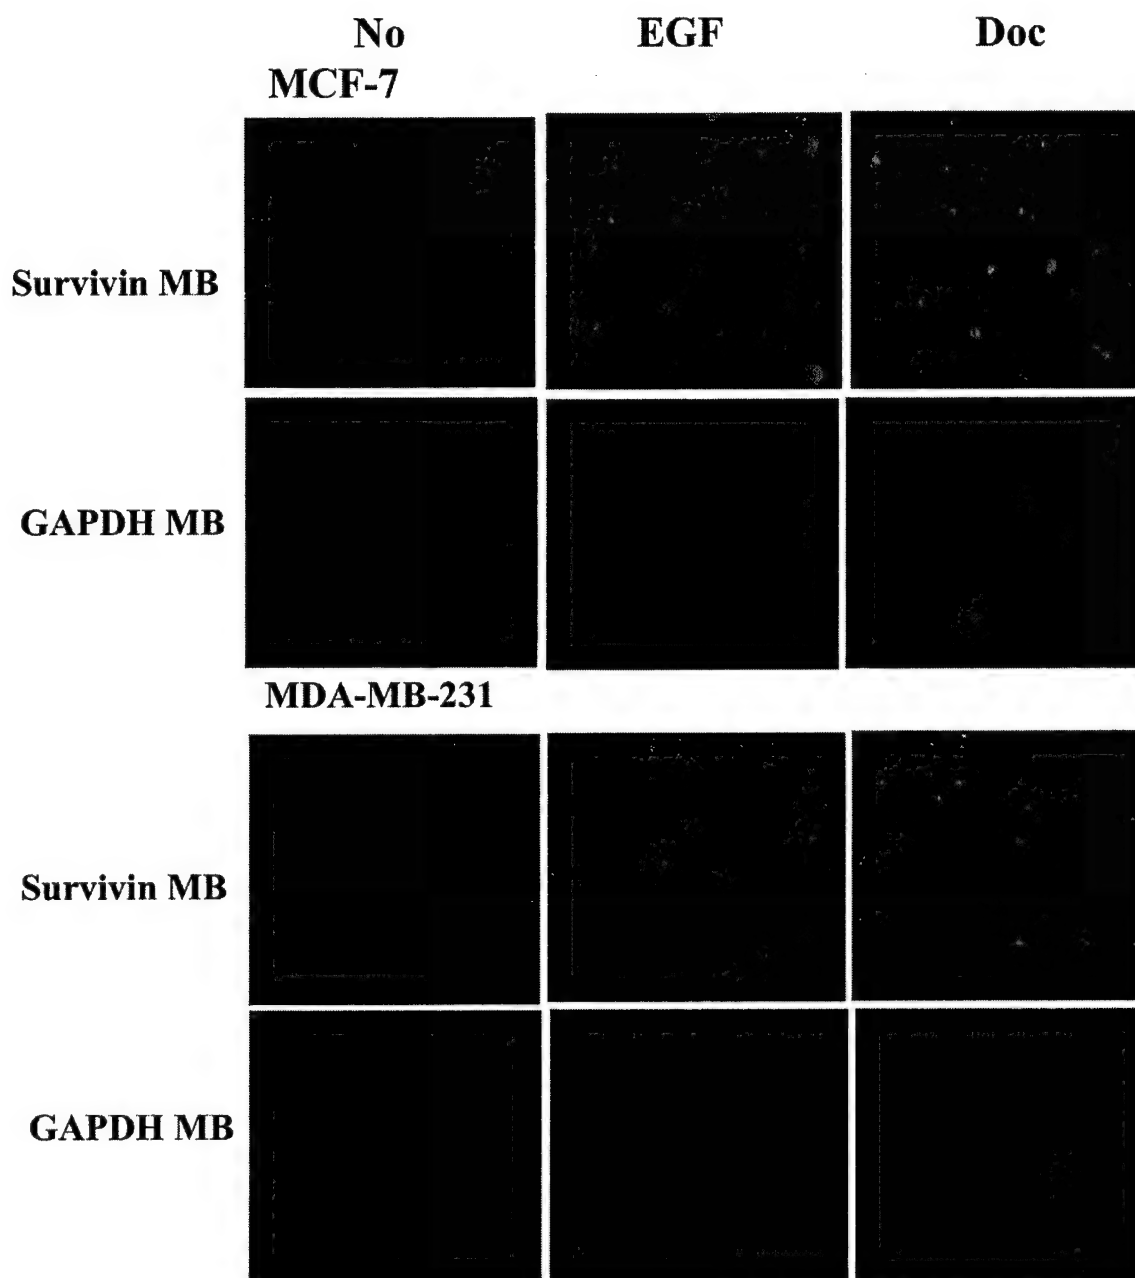 No EGF Doc
MCF-7
Survivin MB
GAPDH MB
MDA-MB-231
Survivin MB
GAPDH MB